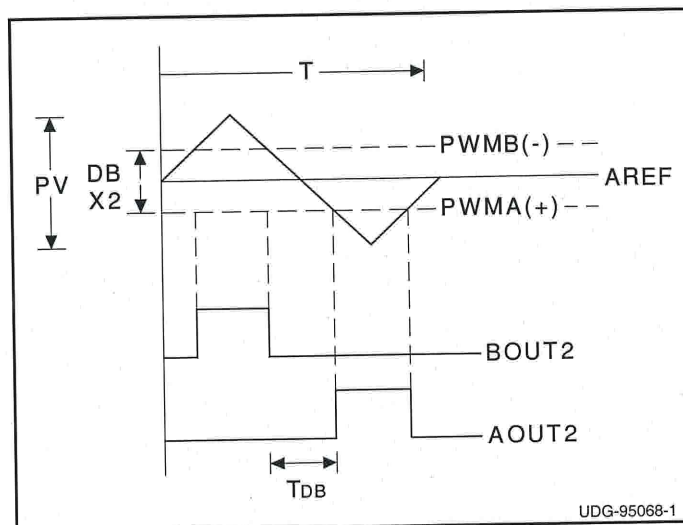 T
PWMB(-)
DB
PV
X2
AREF
PWMA(+)
BOUT2
AOUT2
TDB
UDG-95068-1